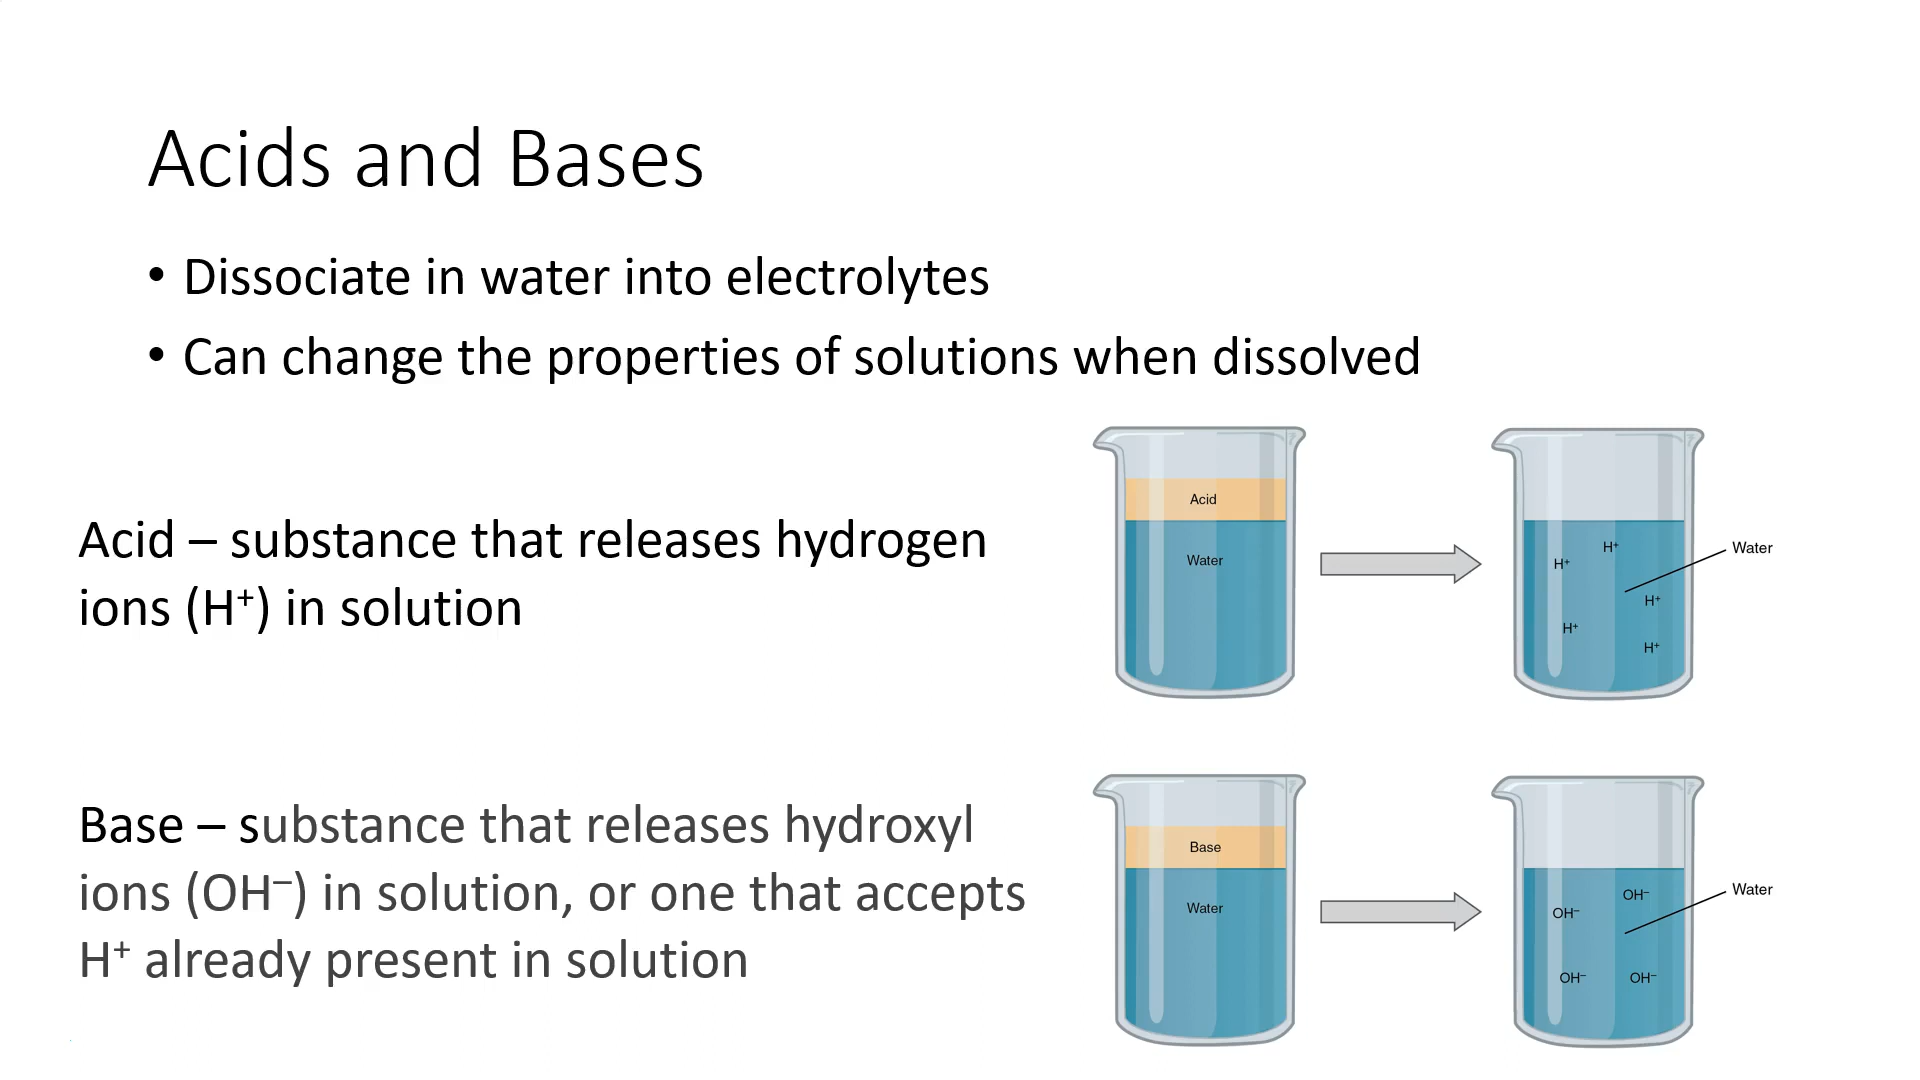 Acids and Bases
• Dissociate in water into electrolytes
• Can change the properties of solutions when dissolved
Acid – substance that releases hydrogen
ions (H⁺) in solution
Acid
Water
H⁺
H⁺
Water
H⁺
H⁺
H⁺
Base – substance that releases hydroxyl
ions (OH⁻) in solution, or one that accepts
H⁺ already present in solution
Base
Water
OH⁻
OH⁻
Water
OH⁻
OH⁻